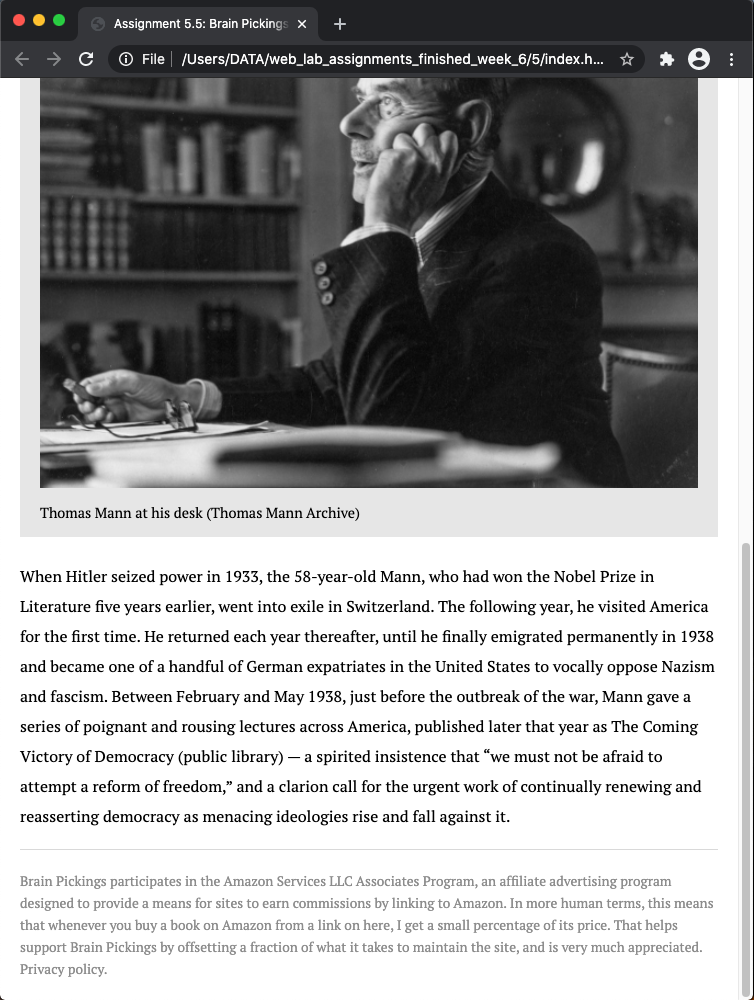 Assignment 5.5: Brain Pickings
File /Users/DATA/web_lab_assignments_finished_week_6/5/index.h...
Thomas Mann at his desk (Thomas Mann Archive)
When Hitler seized power in 1933, the 58-year-old Mann, who had won the Nobel Prize in
Literature five years earlier, went into exile in Switzerland. The following year, he visited America
for the first time. He returned each year thereafter, until he finally emigrated permanently in 1938
and became one of a handful of German expatriates in the United States to vocally oppose Nazism
and fascism. Between February and May 1938, just before the outbreak of the war, Mann gave a
series of poignant and rousing lectures across America, published later that year as The Coming
Victory of Democracy (public library) — a spirited insistence that “we must not be afraid to
attempt a reform of freedom,” and a clarion call for the urgent work of continually renewing and
reasserting democracy as menacing ideologies rise and fall against it.
Brain Pickings participates in the Amazon Services LLC Associates Program, an affiliate advertising program
designed to provide a means for sites to earn commissions by linking to Amazon. In more human terms, this means
that whenever you buy a book on Amazon from a link on here, I get a small percentage of its price. That helps
support Brain Pickings by offsetting a fraction of what it takes to maintain the site, and is very much appreciated.
Privacy policy.